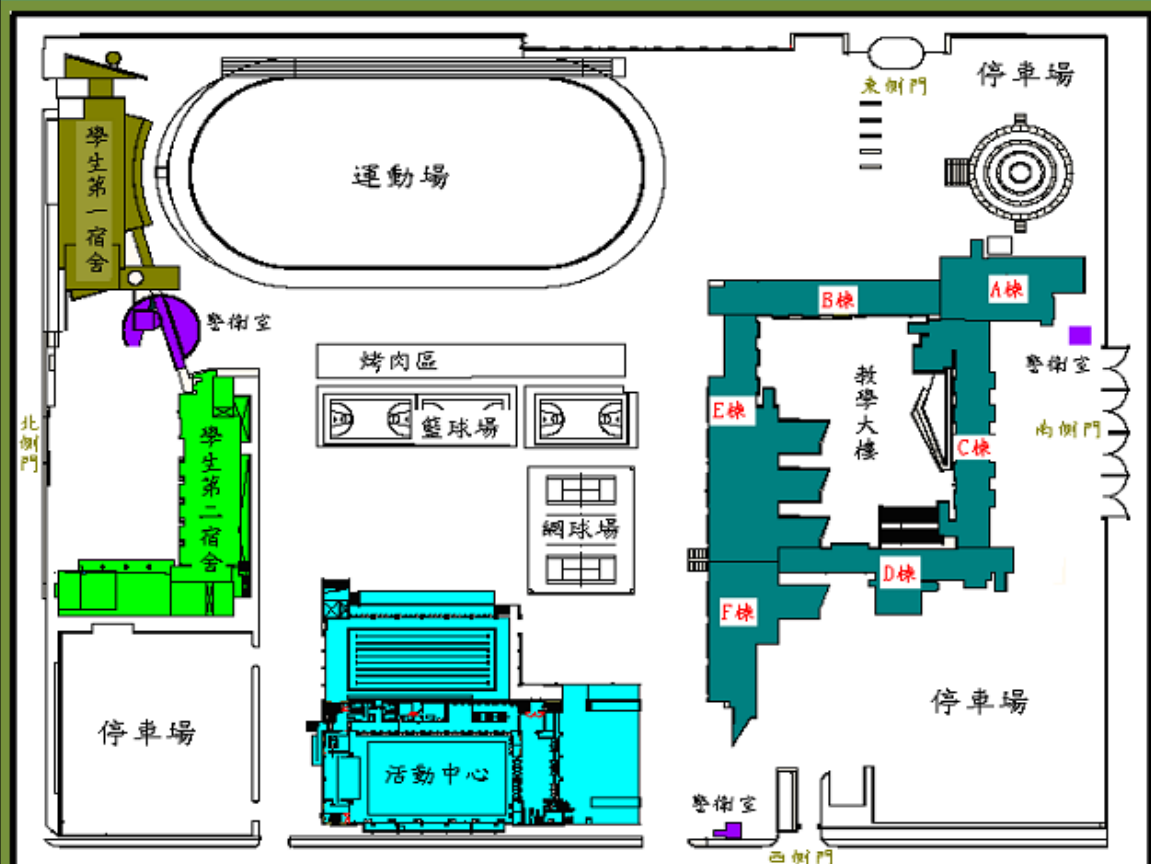 停車場
東側門
學生第一宿舍
運動場
A棟
B棟
警衛室
警衛室
烤肉區
教學大樓
E棟
籃球場
北側門
學生第二宿舍
南側門
C棟
網球場
D棟
F棟
停車場
停車場
活動中心
警衛室
西側門